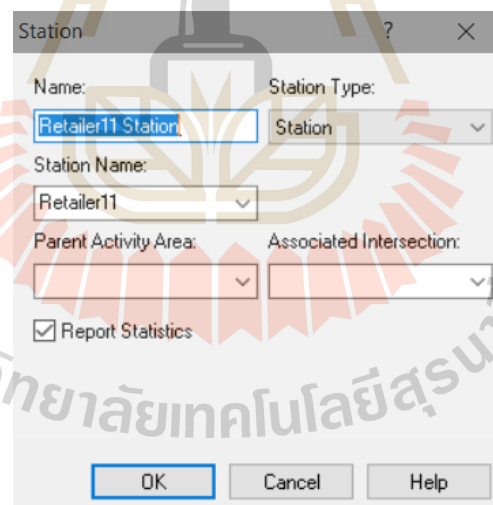 Station ?
Name: Station Type:
Retailer11 Station Station
Station Name:
Retailer11
Parent Activity Area: Associated Intersection:
Report Statistics
วิทยาลัยเทคโนโลยีสุรนา
OK Cancel Help